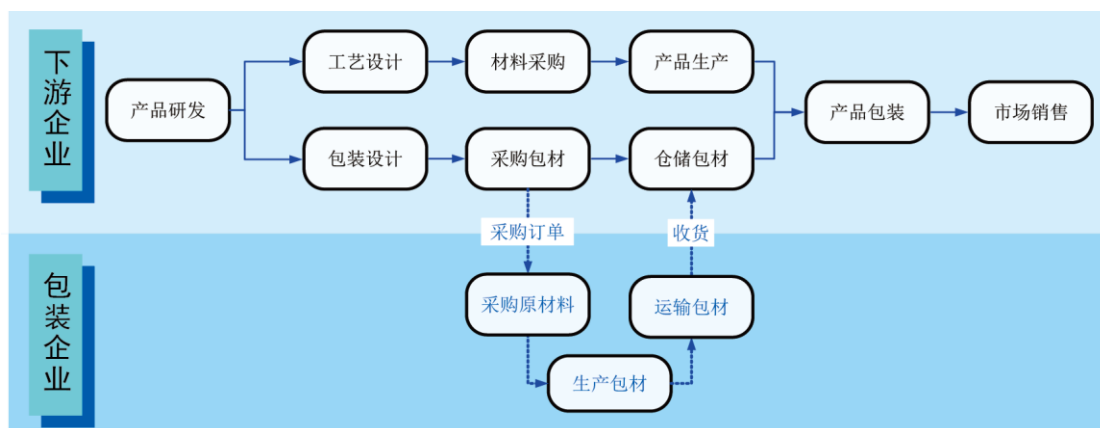 下游企业
工艺设计
材料采购
产品生产
产品研发
产品包装
市场销售
包装设计
采购包材
仓储包材
采购订单
收货
包装企业
采购原材料
运输包材
生产包材